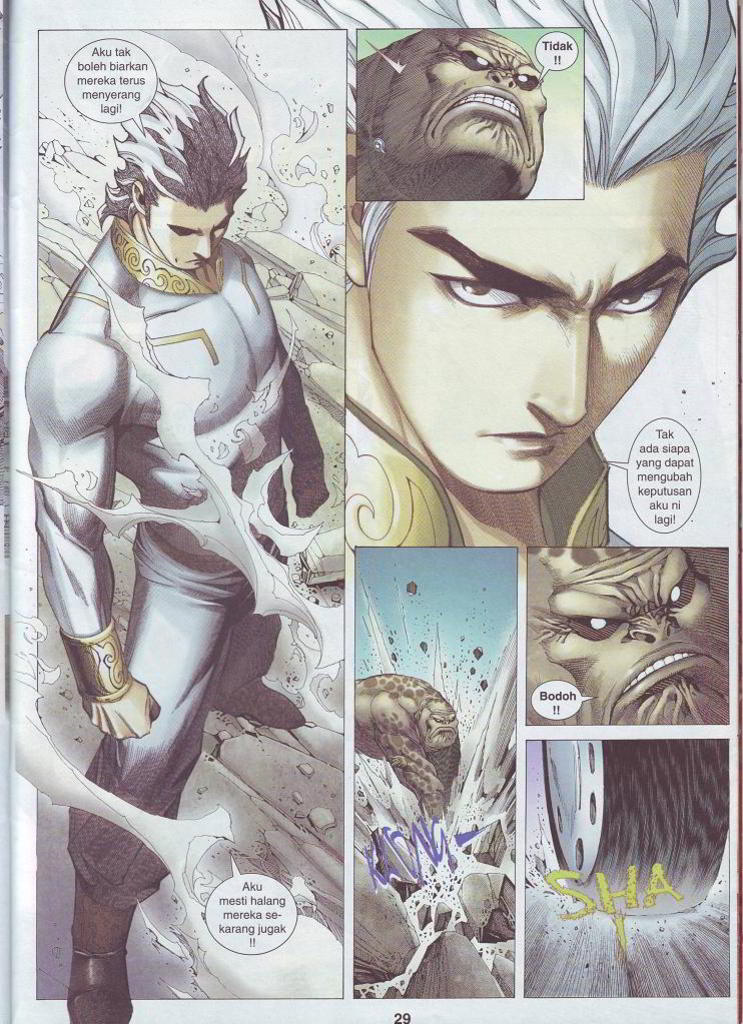 Aku tak
boleh biarkan
mereka terus
menyerang
lagi!
Tidak
!!
Tak
ada siapa
yang dapat
mengubah
keputusan
aku ni
lagi!
Aku
mesti halang
mereka se-
karang jugak
!!
Bodoh
!!
SHA
29